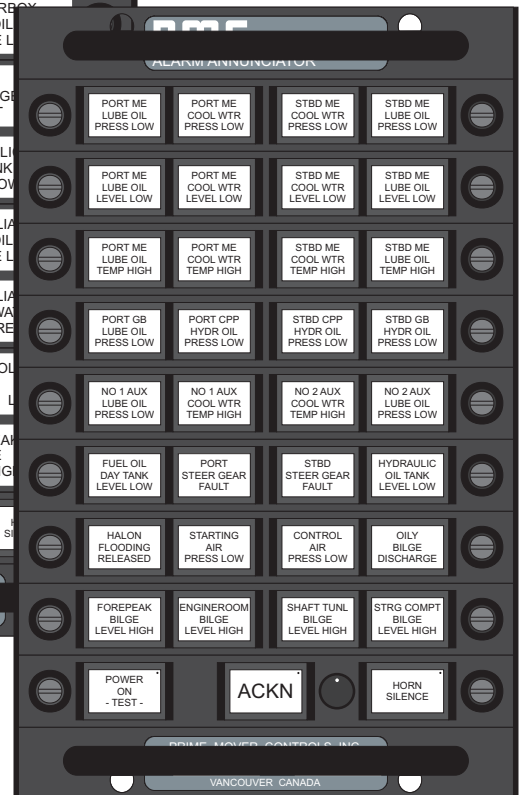 PMC
ALARM ANNUNCIATOR
PORT ME
LUBE OIL
PRESS LOW
PORT ME
COOL WTR
PRESS LOW
STBD ME
COOL WTR
PRESS LOW
STBD ME
LUBE OIL
PRESS LOW
PORT ME
LUBE OIL
LEVEL LOW
PORT ME
COOL WTR
LEVEL LOW
STBD ME
COOL WTR
LEVEL LOW
STBD ME
LUBE OIL
LEVEL LOW
PORT ME
LUBE OIL
TEMP HIGH
PORT ME
COOL WTR
TEMP HIGH
STBD ME
COOL WTR
TEMP HIGH
STBD ME
LUBE OIL
TEMP HIGH
PORT GB
LUBE OIL
PRESS LOW
PORT CPP
HYDR OIL
PRESS LOW
STBD CPP
HYDR OIL
PRESS LOW
STBD GB
HYDR OIL
PRESS LOW
NO 1 AUX
LUBE OIL
PRESS LOW
NO 1 AUX
COOL WTR
TEMP HIGH
NO 2 AUX
COOL WTR
TEMP HIGH
NO 2 AUX
LUBE OIL
PRESS LOW
FUEL OIL
DAY TANK
LEVEL LOW
PORT
STEER GEAR
FAULT
STBD
STEER GEAR
FAULT
HYDRAULIC
OIL TANK
LEVEL LOW
HALON
FLOODING
RELEASED
STARTING
AIR
PRESS LOW
CONTROL
AIR
PRESS LOW
OILY
BILGE
DISCHARGE
FOREPEAK
BILGE
LEVEL HIGH
ENGINEROOM
BILGE
LEVEL HIGH
SHAFT TUNL
BILGE
LEVEL HIGH
STRG COMPT
BILGE
LEVEL HIGH
POWER
ON
- TEST -
ACKN
HORN
SILENCE
PRIME MOVER CONTROLS INC
VANCOUVER CANADA